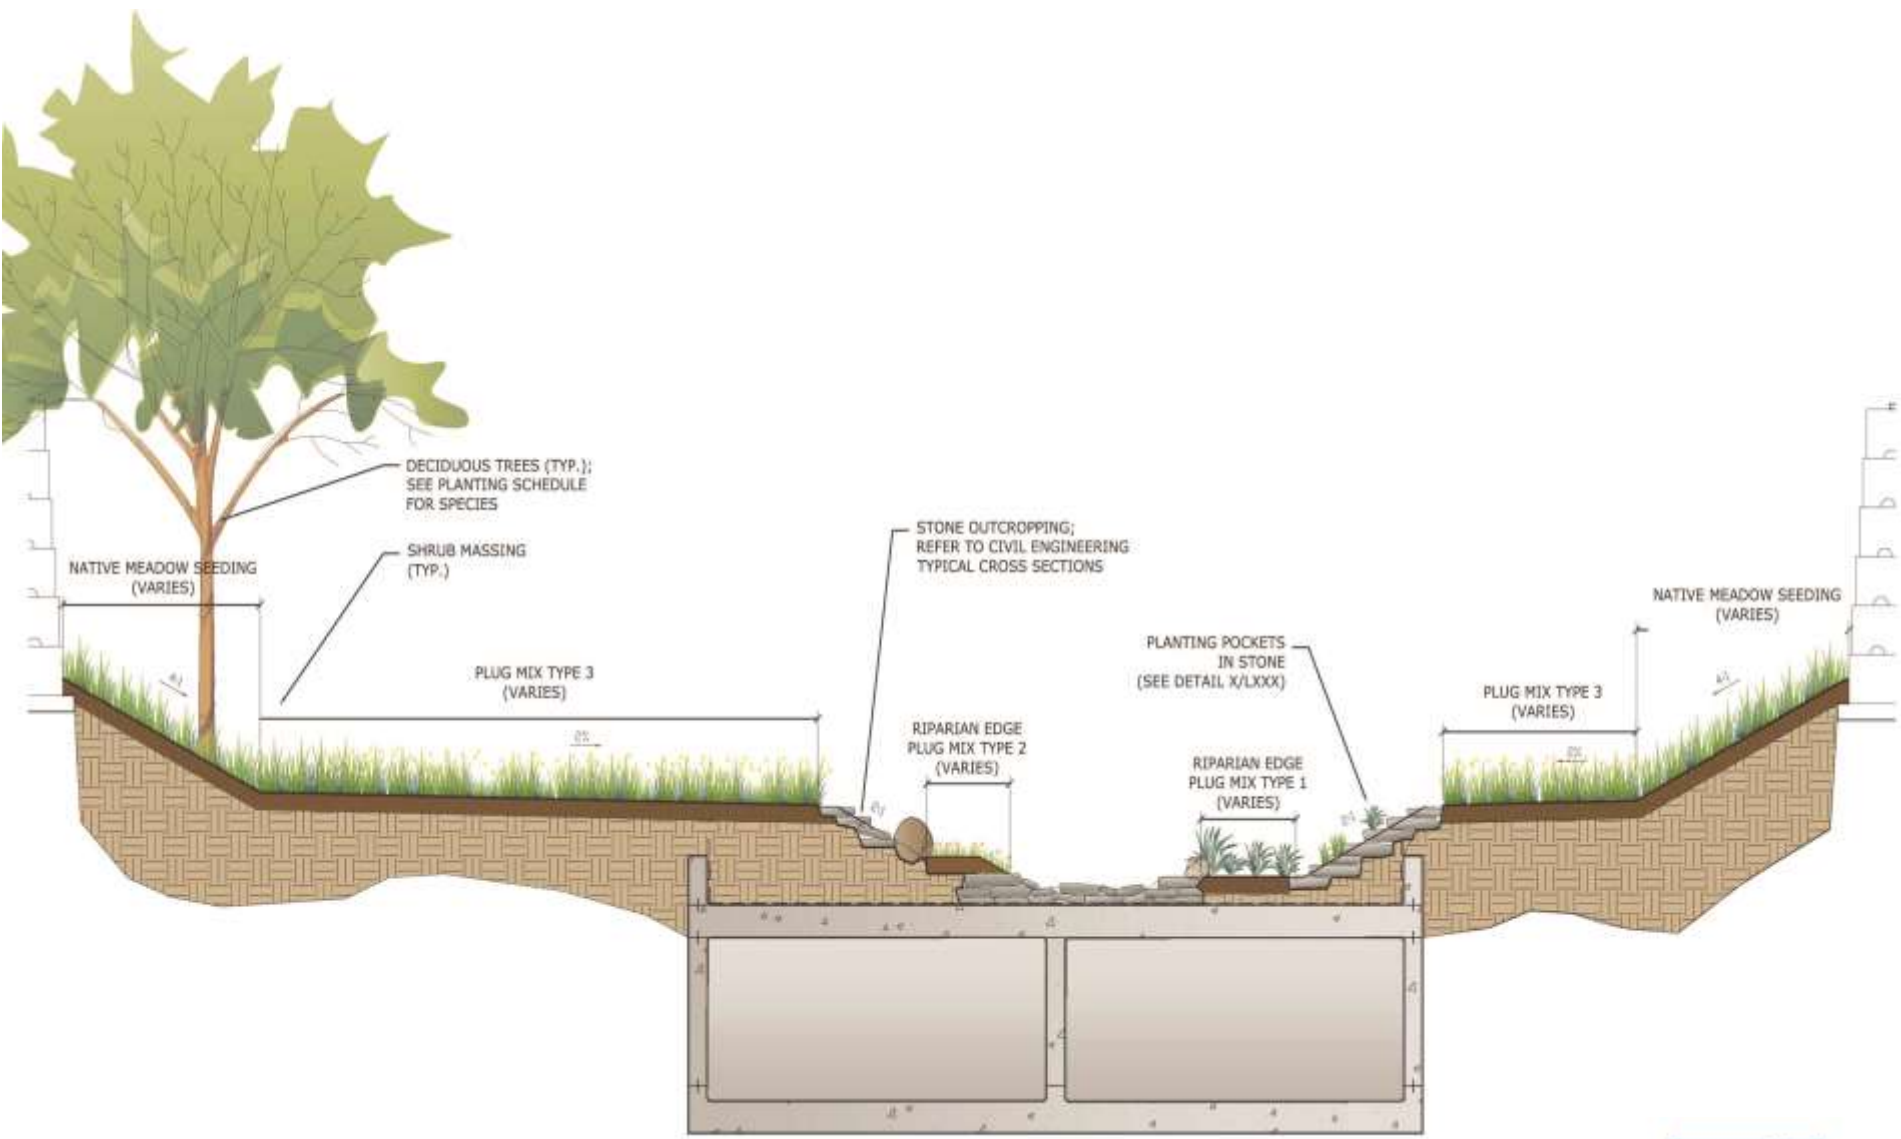 DECIDUOUS TREES (TYP.);
SEE PLANTING SCHEDULE
FOR SPECIES
SHRUB MASSING
(TYP.)
NATIVE MEADOW SEEDING
(VARIES)
PLUG MIX TYPE 3
(VARIES)
2%
STONE OUTCROPPING;
REFER TO CIVIL ENGINEERING
TYPICAL CROSS SECTIONS
RIPARIAN EDGE
PLUG MIX TYPE 2
(VARIES)
PLANTING POCKETS
IN STONE
(SEE DETAIL X/LXXX)
RIPARIAN EDGE
PLUG MIX TYPE 1
(VARIES)
PLUG MIX TYPE 3
(VARIES)
2%
NATIVE MEADOW SEEDING
(VARIES)